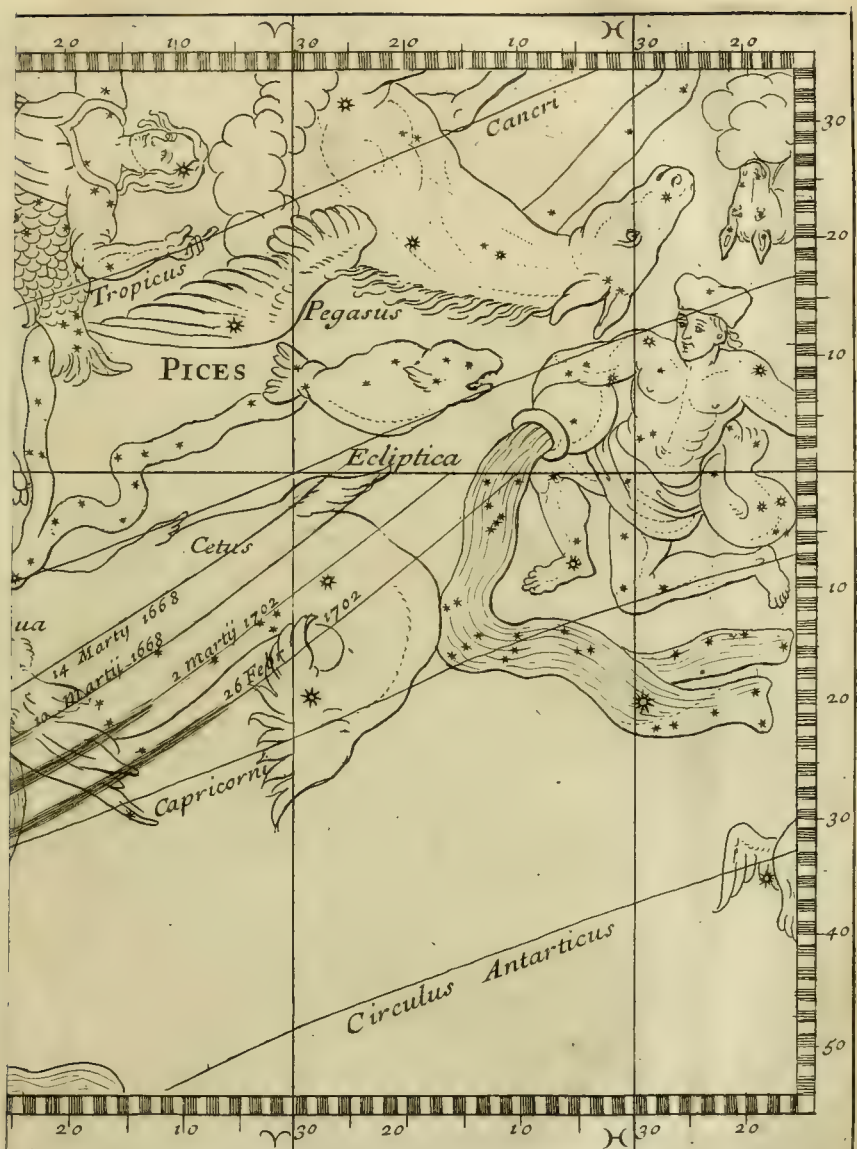 20 10 ♈ 30 20 10 ♓ 30 20
30
20
10
10
20
30
40
50
Cancri
Tropicus
Pegasus
PICES
Ecliptica
Cetus
ua
14 Martij 1668
10 Martij 1668
2 Martij 1702
1702
Capricorni
Circulus Antarticus
20 10 ♈ 30 20 10 ♓ 30 20